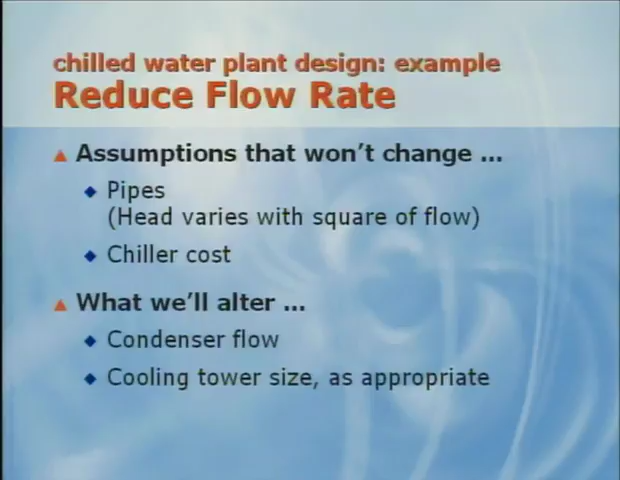 chilled water plant design: example
Reduce Flow Rate
Assumptions that won't change ...
Pipes
(Head varies with square of flow)
Chiller cost
What we'll alter ...
Condenser flow
Cooling tower size, as appropriate